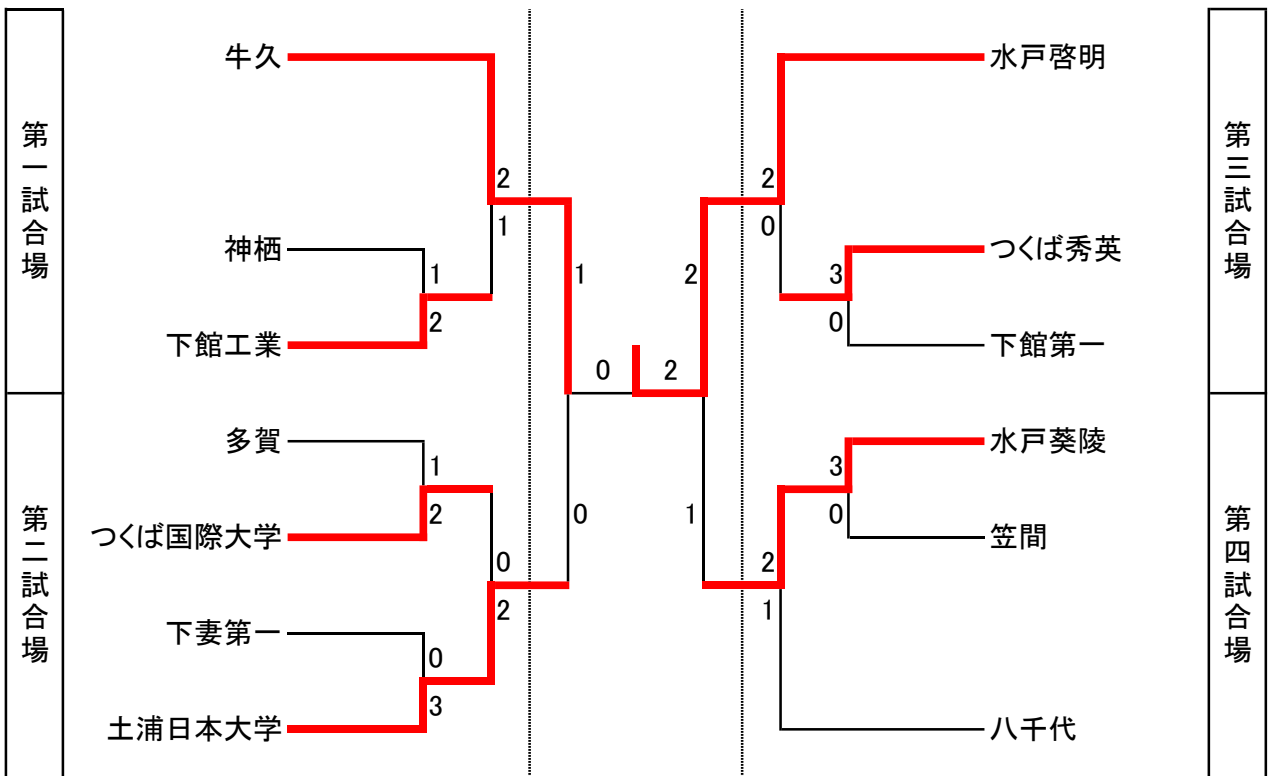 第一試合場
第二試合場
牛久
神栖
下館工業
多賀
つくば国際大学
下妻第一
土浦日本大学
2
1
1
2
1
2
0
2
0
3
1
0
0
2
2
1
2
0
3
0
3
0
2
1
水戸啓明
つくば秀英
下館第一
水戸葵陵
笠間
八千代
第三試合場
第四試合場